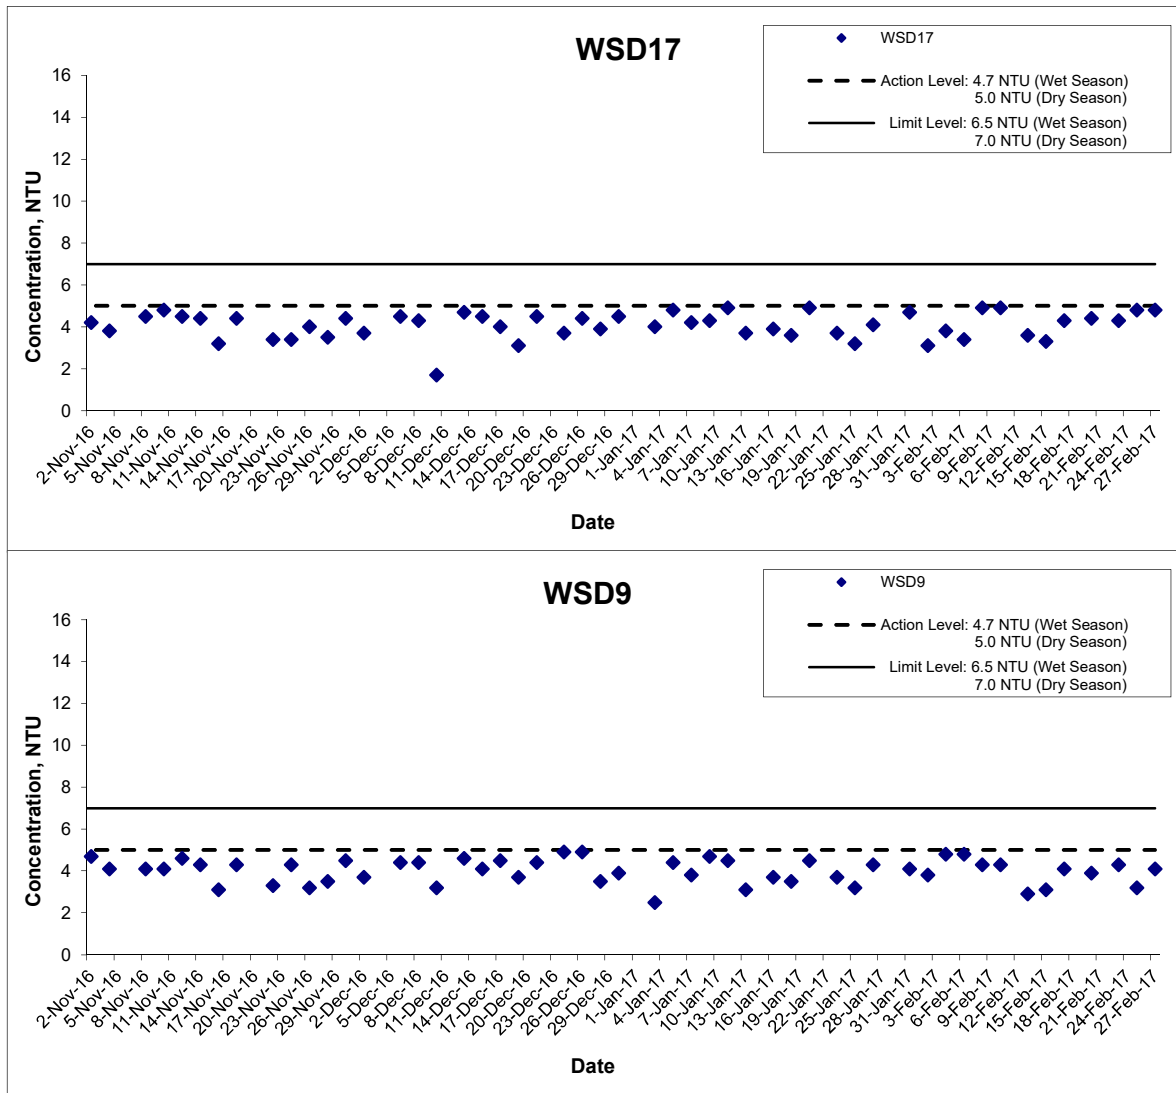 WSD17
WSD17
Action Level: 4.7 NTU (Wet Season)
5.0 NTU (Dry Season)
Limit Level: 6.5 NTU (Wet Season)
7.0 NTU (Dry Season)
Concentration, NTU
16
14
12
10
8
6
4
2
0
2-Nov-16
5-Nov-16
8-Nov-16
11-Nov-16
14-Nov-16
17-Nov-16
20-Nov-16
23-Nov-16
26-Nov-16
29-Nov-16
2-Dec-16
5-Dec-16
8-Dec-16
11-Dec-16
14-Dec-16
17-Dec-16
20-Dec-16
23-Dec-16
26-Dec-16
29-Dec-16
1-Jan-17
4-Jan-17
7-Jan-17
10-Jan-17
13-Jan-17
16-Jan-17
19-Jan-17
22-Jan-17
25-Jan-17
28-Jan-17
31-Jan-17
3-Feb-17
6-Feb-17
9-Feb-17
12-Feb-17
15-Feb-17
18-Feb-17
21-Feb-17
24-Feb-17
27-Feb-17
Date
WSD9
WSD9
Action Level: 4.7 NTU (Wet Season)
5.0 NTU (Dry Season)
Limit Level: 6.5 NTU (Wet Season)
7.0 NTU (Dry Season)
Concentration, NTU
16
14
12
10
8
6
4
2
0
2-Nov-16
5-Nov-16
8-Nov-16
11-Nov-16
14-Nov-16
17-Nov-16
20-Nov-16
23-Nov-16
26-Nov-16
29-Nov-16
2-Dec-16
5-Dec-16
8-Dec-16
11-Dec-16
14-Dec-16
17-Dec-16
20-Dec-16
23-Dec-16
26-Dec-16
29-Dec-16
1-Jan-17
4-Jan-17
7-Jan-17
10-Jan-17
13-Jan-17
16-Jan-17
19-Jan-17
22-Jan-17
25-Jan-17
28-Jan-17
31-Jan-17
3-Feb-17
6-Feb-17
9-Feb-17
12-Feb-17
15-Feb-17
18-Feb-17
21-Feb-17
24-Feb-17
27-Feb-17
Date